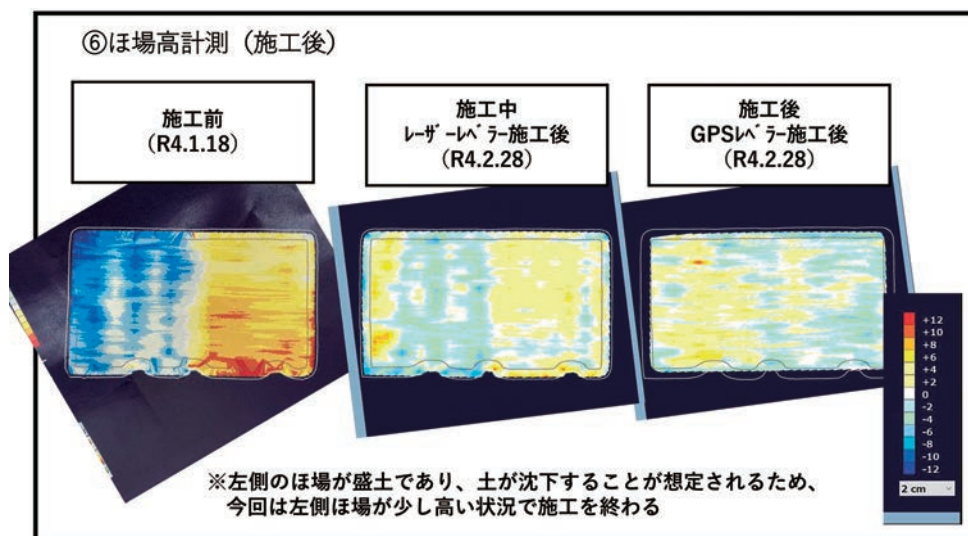 ⑥ほ場高計測（施工後）
施工前
（R4.1.18）
施工中
ﾚｰｻﾞｰﾚﾍﾞﾗｰ施工後
（R4.2.28）
施工後
GPSﾚﾍﾞﾗｰ施工後
（R4.2.28）
+12
+10
+8
+6
+4
+2
0
-2
-4
-6
-8
-10
-12
2 cm
※左側のほ場が盛土であり、土が沈下することが想定されるため、
今回は左側ほ場が少し高い状況で施工を終わる